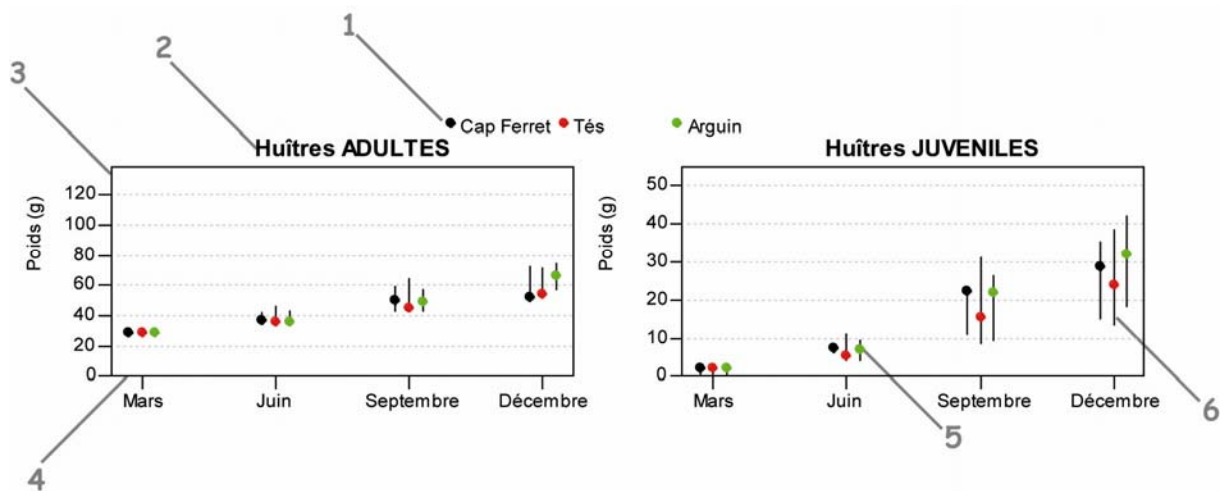 1
2
3
Cap Ferret Tés Arguin
Huîtres ADULTES
Poids (g)
120
100
80
60
40
20
0
Mars Juin Septembre Décembre
4
Huîtres JUVENILES
Poids (g)
50
40
30
20
10
0
Mars Juin Septembre Décembre
5
6